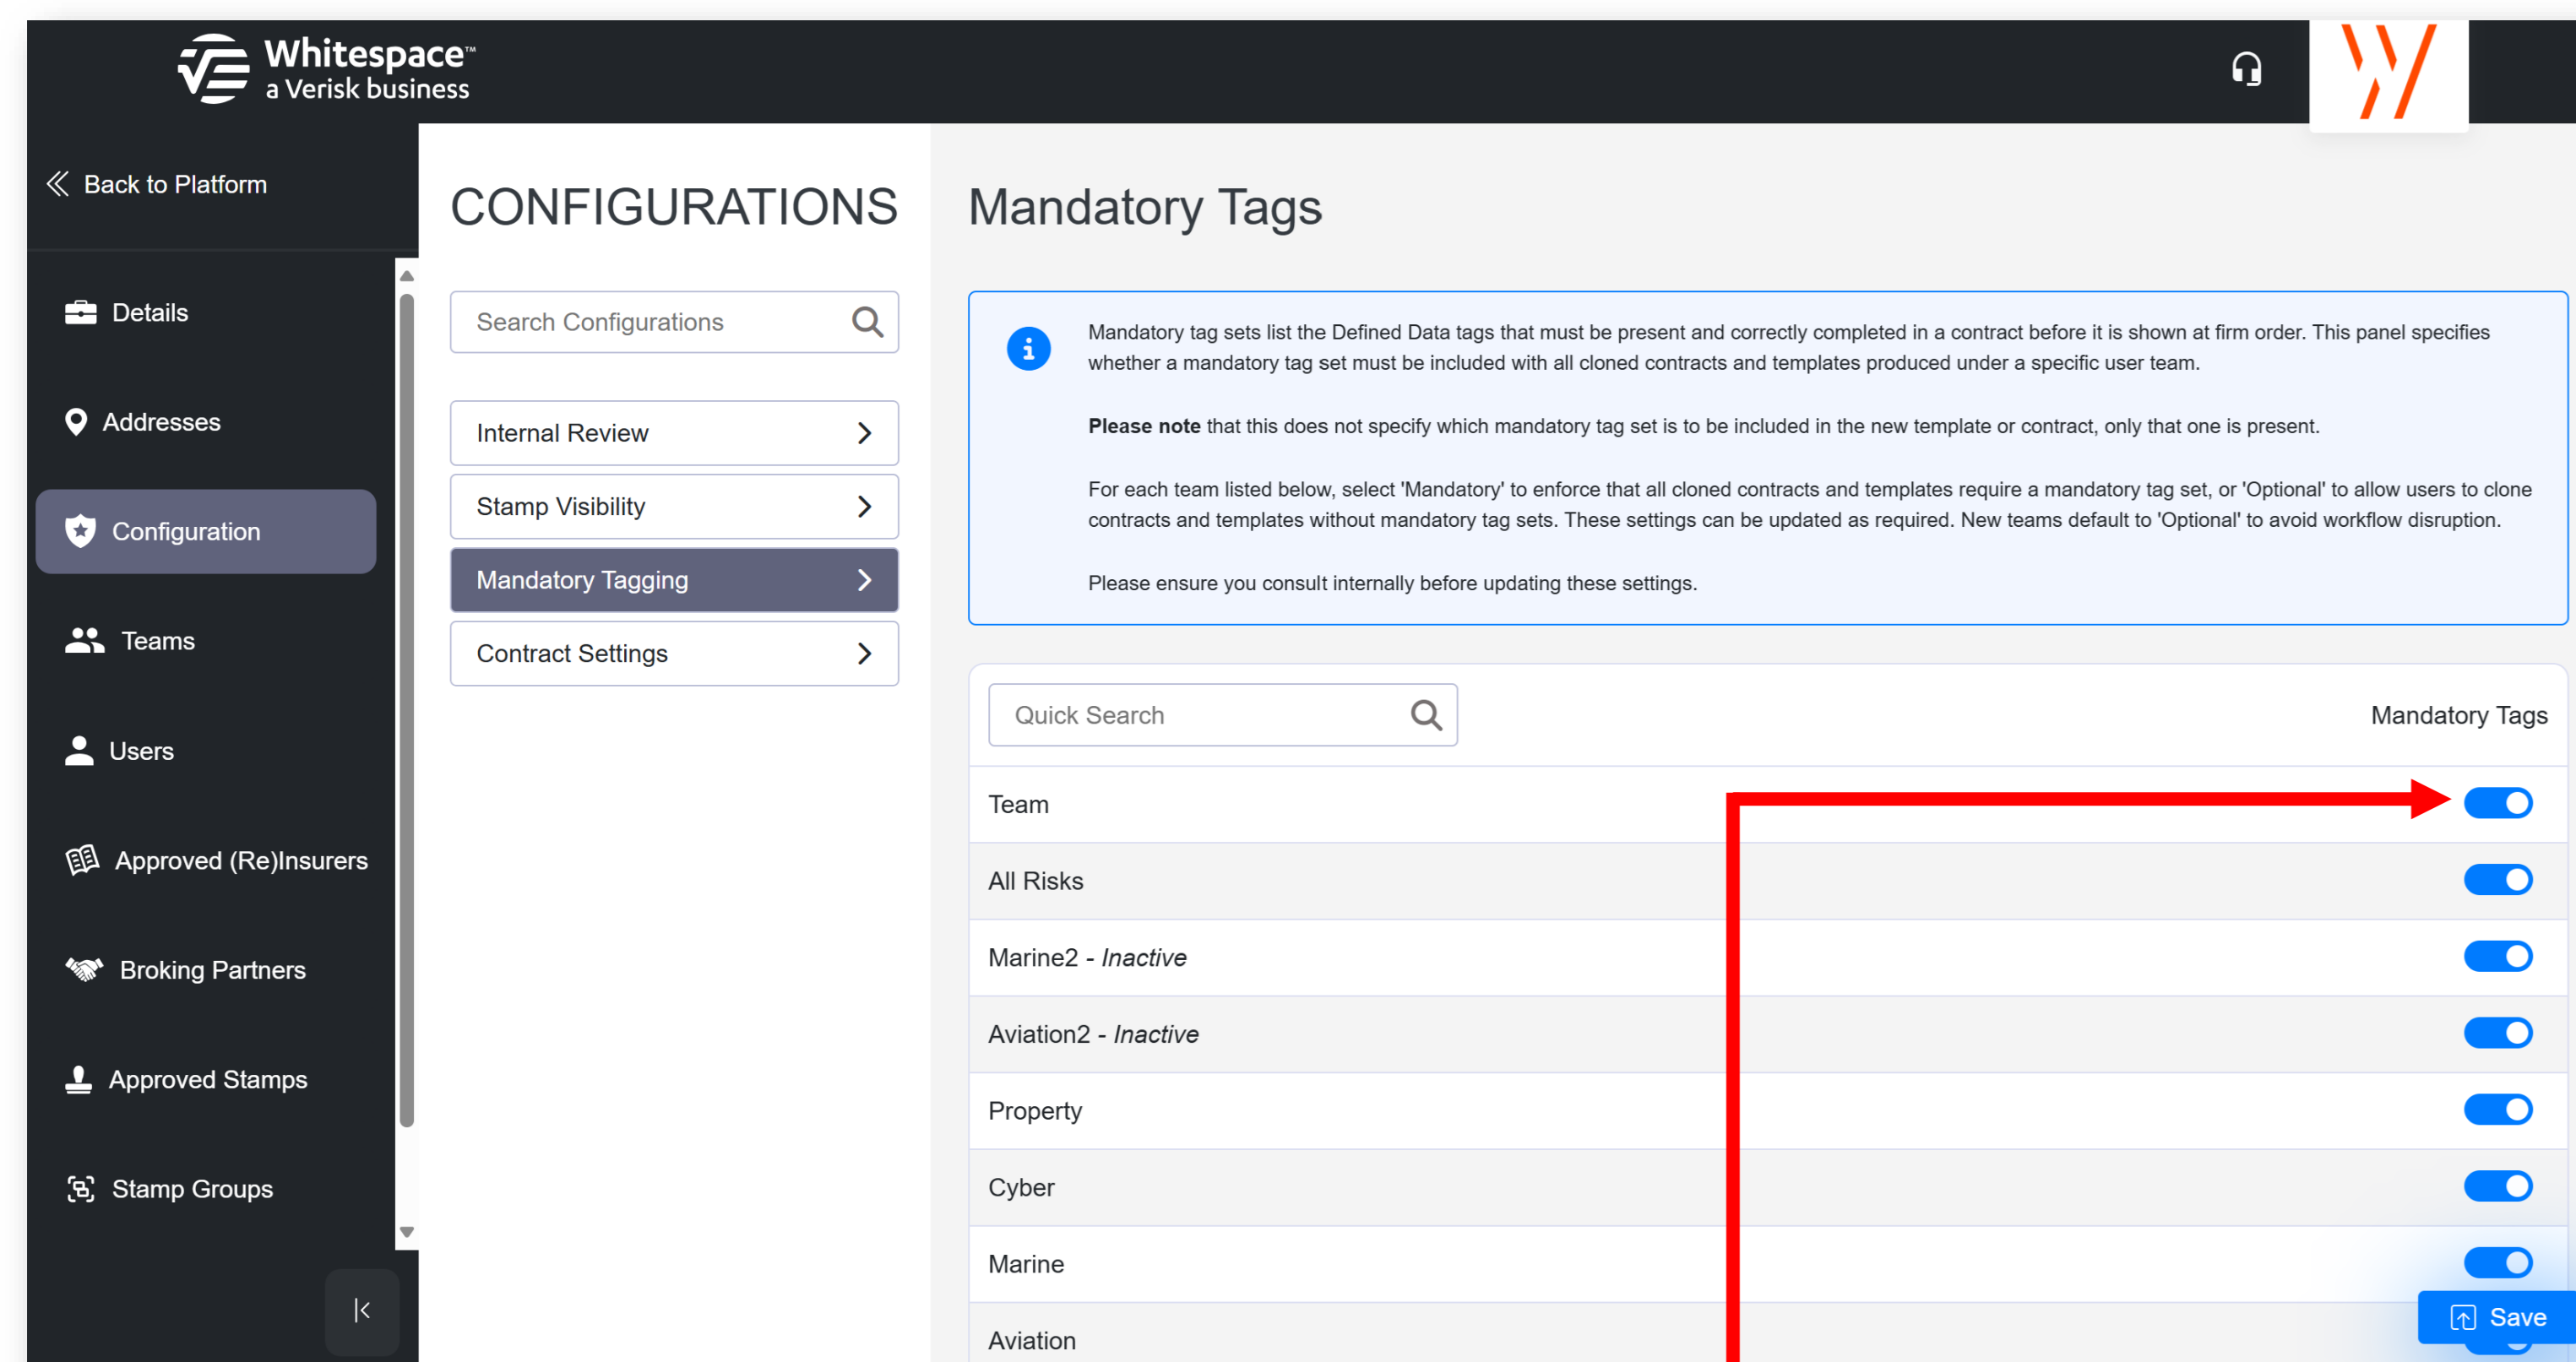 Whitespace™
a Verisk business
Back to Platform
Details
Addresses
Configuration
Teams
Users
Approved (Re)Insurers
Broking Partners
Approved Stamps
Stamp Groups
CONFIGURATIONS
Search Configurations
Internal Review
Stamp Visibility
Mandatory Tagging
Contract Settings
Mandatory Tags
Mandatory tag sets list the Defined Data tags that must be present and correctly completed in a contract before it is shown at firm order. This panel specifies
whether a mandatory tag set must be included with all cloned contracts and templates produced under a specific user team.
Please note that this does not specify which mandatory tag set is to be included in the new template or contract, only that one is present.
For each team listed below, select 'Mandatory' to enforce that all cloned contracts and templates require a mandatory tag set, or 'Optional' to allow users to clone
contracts and templates without mandatory tag sets. These settings can be updated as required. New teams default to 'Optional' to avoid workflow disruption.
Please ensure you consult internally before updating these settings.
Quick Search
Mandatory Tags
Team
All Risks
Marine2 - Inactive
Aviation2 - Inactive
Property
Cyber
Marine
Aviation
Save